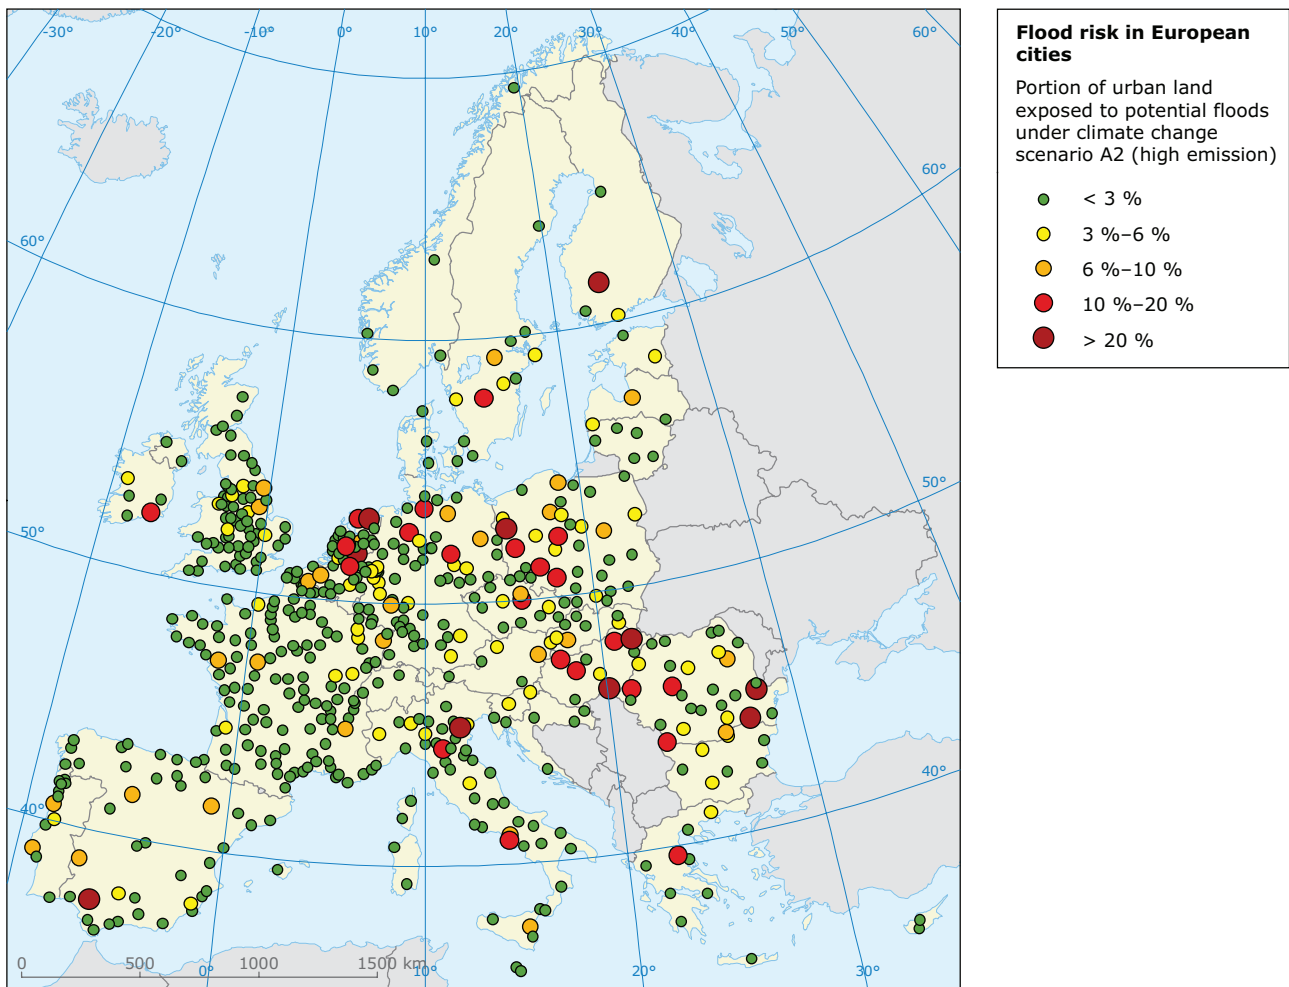 -30° -20° -10° 0° 10° 20° 30° 40° 50° 60°
60°
60°
50°
50°
40°
40°
0 500 1000 1500 km
0° 10° 20° 30°
Flood risk in European
cities
Portion of urban land
exposed to potential floods
under climate change
scenario A2 (high emission)
< 3 %
3 %–6 %
6 %–10 %
10 %–20 %
> 20 %